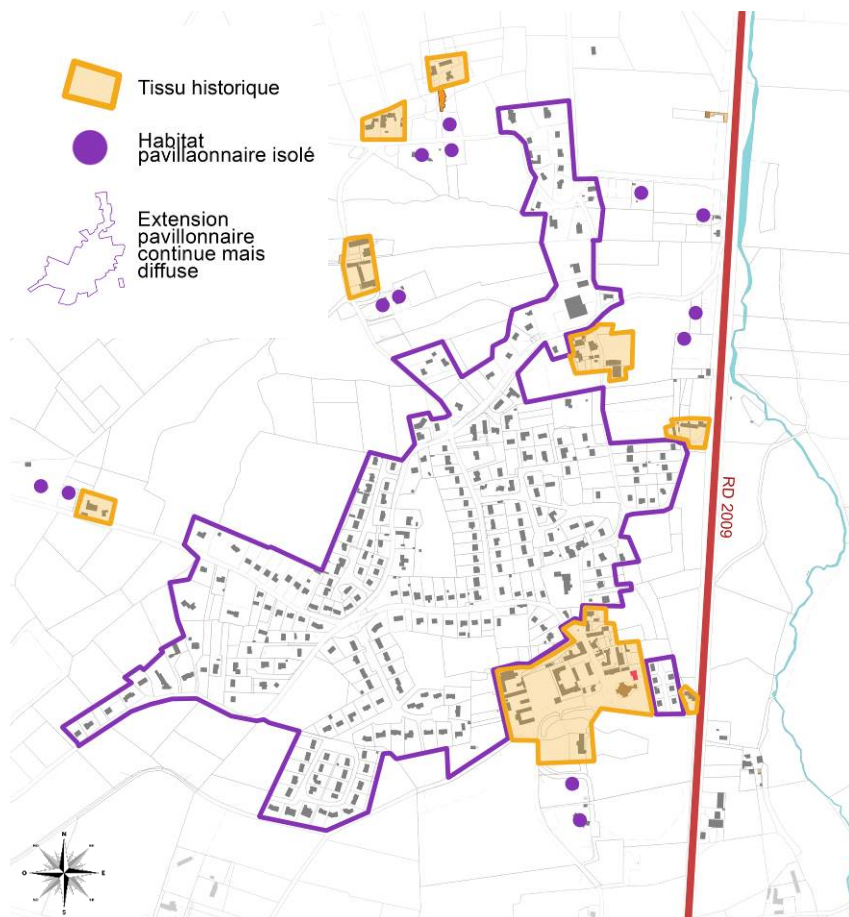 Tissu historique
Habitat
pavillaonnaire isolé
Extension
pavillonnaire
continue mais
diffuse
RD 2009
N
O
E
S